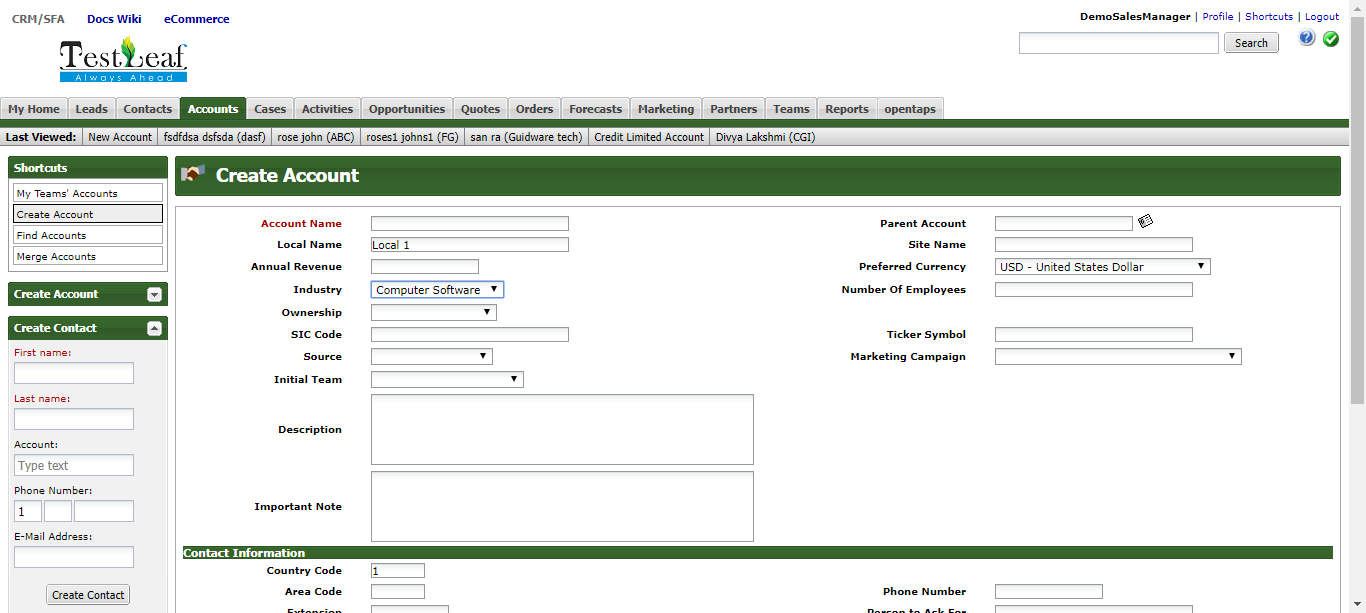 CRM/SFA Docs Wiki eCommerce
DemoSalesManager | Profile | Shortcuts | Logout
Search
TestLeaf
Always Ahead
My Home Leads Contacts Accounts Cases Activities Opportunities Quotes Orders Forecasts Marketing Partners Teams Reports opentaps
Last Viewed: New Account fsdfdsa dsfsda (dasf) rose john (ABC) roses1 johns1 (FG) san ra (Guidware tech) Credit Limited Account Divya Lakshmi (CGI)
Shortcuts
My Teams' Accounts
Create Account
Find Accounts
Merge Accounts
Create Account
Create Contact
First name:
Last name:
Account:
Type text
Phone Number:
1
E-Mail Address:
Create Contact
Create Account
Account Name Parent Account
Local Name Local 1 Site Name
Annual Revenue Preferred Currency USD - United States Dollar
Industry Computer Software Number Of Employees
Ownership
SIC Code Ticker Symbol
Source Marketing Campaign
Initial Team
Description
Important Note
Contact Information
Country Code 1
Area Code Phone Number
Extension Person to Ask For